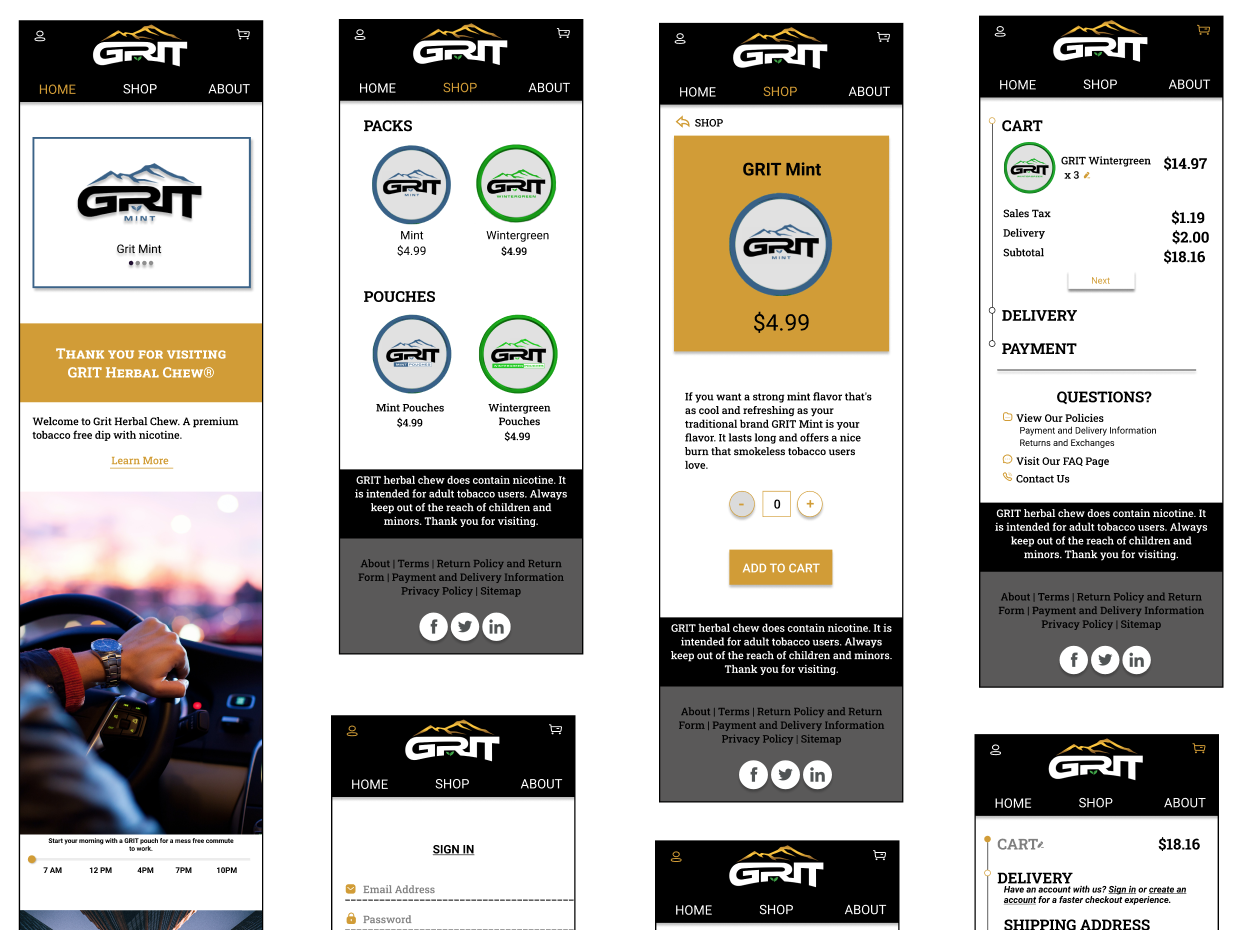 GRIT
HOME SHOP ABOUT
GRIT
MINT
Grit Mint
Thank you for visiting
GRIT Herbal Chew®
Welcome to Grit Herbal Chew. A premium
tobacco free dip with nicotine.
Learn More
Start your morning with a GRIT pouch for a mess free commute
to work.
7 AM 12 PM 4PM 7PM 10PM
GRIT
HOME SHOP ABOUT
PACKS
GRIT
MINT
GRIT
WINTERGREEN
Mint
$4.99
Wintergreen
$4.99
POUCHES
GRIT
MINT POUCHES
GRIT
WINTERGREEN POUCHES
Mint Pouches
$4.99
Wintergreen
Pouches
$4.99
GRIT herbal chew does contain nicotine. It
is intended for adult tobacco users. Always
keep out of the reach of children and
minors. Thank you for visiting.
About | Terms | Return Policy and Return
Form | Payment and Delivery Information
Privacy Policy | Sitemap
GRIT
HOME SHOP ABOUT
SIGN IN
Email Address
Password
GRIT
HOME SHOP ABOUT
SHOP
GRIT Mint
GRIT
MINT
$4.99
If you want a strong mint flavor that's
as cool and refreshing as your
traditional brand GRIT Mint is your
flavor. It lasts long and offers a nice
burn that smokeless tobacco users
love.
- 0 +
ADD TO CART
GRIT herbal chew does contain nicotine. It is
intended for adult tobacco users. Always
keep out of the reach of children and minors.
Thank you for visiting.
About | Terms | Return Policy and Return
Form | Payment and Delivery Information
Privacy Policy | Sitemap
GRIT
HOME SHOP ABOUT
GRIT
HOME SHOP ABOUT
CART
GRIT
WINTERGREEN
GRIT Wintergreen
x 3
$14.97
Sales Tax $1.19
Delivery $2.00
Subtotal $18.16
Next
DELIVERY
PAYMENT
QUESTIONS?
View Our Policies
Payment and Delivery Information
Returns and Exchanges
Visit Our FAQ Page
Contact Us
GRIT herbal chew does contain nicotine. It
is intended for adult tobacco users. Always
keep out of the reach of children and
minors. Thank you for visiting.
About | Terms | Return Policy and Return
Form | Payment and Delivery Information
Privacy Policy | Sitemap
GRIT
HOME SHOP ABOUT
CART $18.16
DELIVERY
Have an account with us? Sign in or create an
account for a faster checkout experience.
SHIPPING ADDRESS